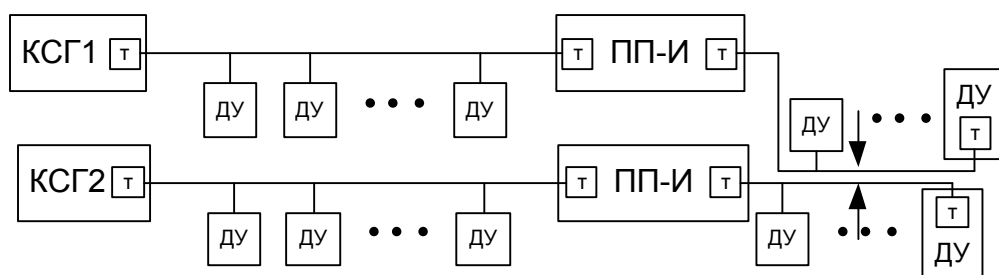 КСГ1 т т ПП-И т
ДУ ДУ ДУ ДУ ДУ т
КСГ2 т т ПП-И т
ДУ ДУ ДУ ДУ т ДУ